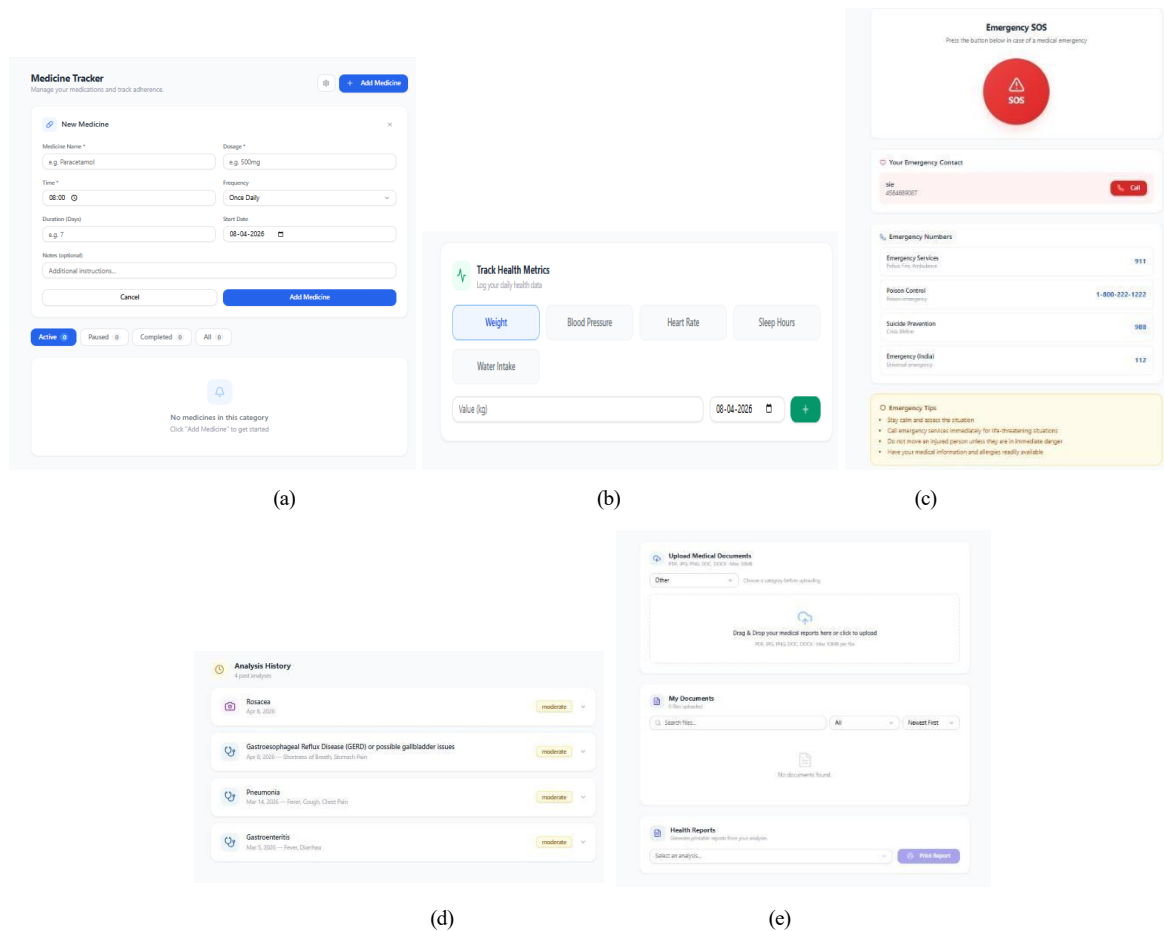 Medicine Tracker
Manage your medications and track adherence.
+ Add Medicine
New Medicine
×
Medicine Name *
Dosage *
e.g. Paracetamol
e.g. 500mg
Time *
Frequency
08:00
Once Daily
Duration (Days)
Start Date
e.g. 7
08-04-2026
Notes (optional)
Additional instructions...
Cancel
Add Medicine
Active 0
Paused 0
Completed 0
All 0
No medicines in this category
Click "Add Medicine" to get started
(a)
Track Health Metrics
Log your daily health data
Weight
Blood Pressure
Heart Rate
Sleep Hours
Water Intake
Value (kg)
08-04-2026
+
(b)
Emergency SOS
Press the button below in case of a medical emergency
SOS
Your Emergency Contact
sie
4564689087
Call
Emergency Numbers
Emergency Services
Police, Fire, Ambulance
911
Poison Control
Poison emergency
1-800-222-1222
Suicide Prevention
Crisis lifeline
988
Emergency (India)
Universal emergency
112
Emergency Tips
• Stay calm and assess the situation
• Call emergency services immediately for life-threatening situations
• Do not move an injured person unless they are in immediate danger
• Have your medical information and allergies readily available
(c)
Analysis History
4 past analyses
Rosacea
Apr 8, 2026
moderate
Gastroesophageal Reflux Disease (GERD) or possible gallbladder issues
Apr 8, 2026 — Shortness of Breath, Stomach Pain
moderate
Pneumonia
Mar 14, 2026 — Fever, Cough, Chest Pain
moderate
Gastroenteritis
Mar 5, 2026 — Fever, Diarrhea
moderate
(d)
Upload Medical Documents
PDF, JPG, PNG, DOC, DOCX · Max 10MB
Other
Choose a category before uploading
Drag & Drop your medical reports here or click to upload
PDF, JPG, PNG, DOC, DOCX · Max 10MB per file
My Documents
0 files uploaded
Search files...
All
Newest First
No documents found
Health Reports
Generate printable reports from your analyses
Select an analysis...
Print Report
(e)